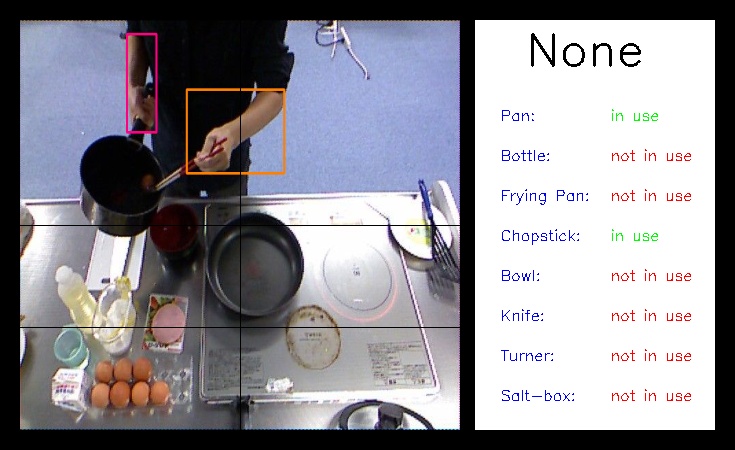 None
Pan: in use
Bottle: not in use
Frying Pan: not in use
Chopstick: in use
Bowl: not in use
Knife: not in use
Turner: not in use
Salt-box: not in use